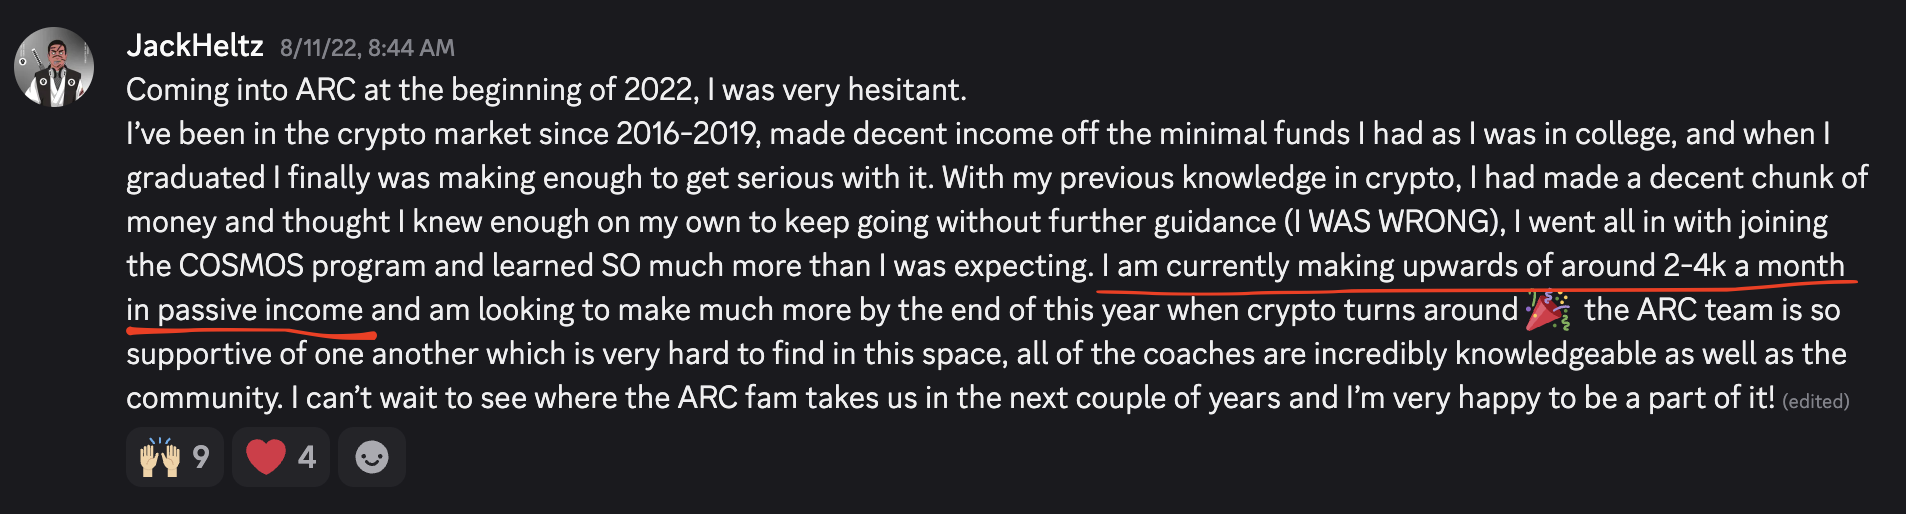 JackHeltz 8/11/22, 8:44 AM
Coming into ARC at the beginning of 2022, I was very hesitant.
I've been in the crypto market since 2016-2019, made decent income off the minimal funds I had as I was in college, and when I
graduated I finally was making enough to get serious with it. With my previous knowledge in crypto, I had made a decent chunk of
money and thought I knew enough on my own to keep going without further guidance (I WAS WRONG), I went all in with joining
the COSMOS program and learned SO much more than I was expecting. I am currently making upwards of around 2-4k a month
in passive income and am looking to make much more by the end of this year when crypto turns around 🎉 the ARC team is so
supportive of one another which is very hard to find in this space, all of the coaches are incredibly knowledgeable as well as the
community. I can't wait to see where the ARC fam takes us in the next couple of years and I'm very happy to be a part of it! (edited)
🙌🏻 9 ❤️ 4